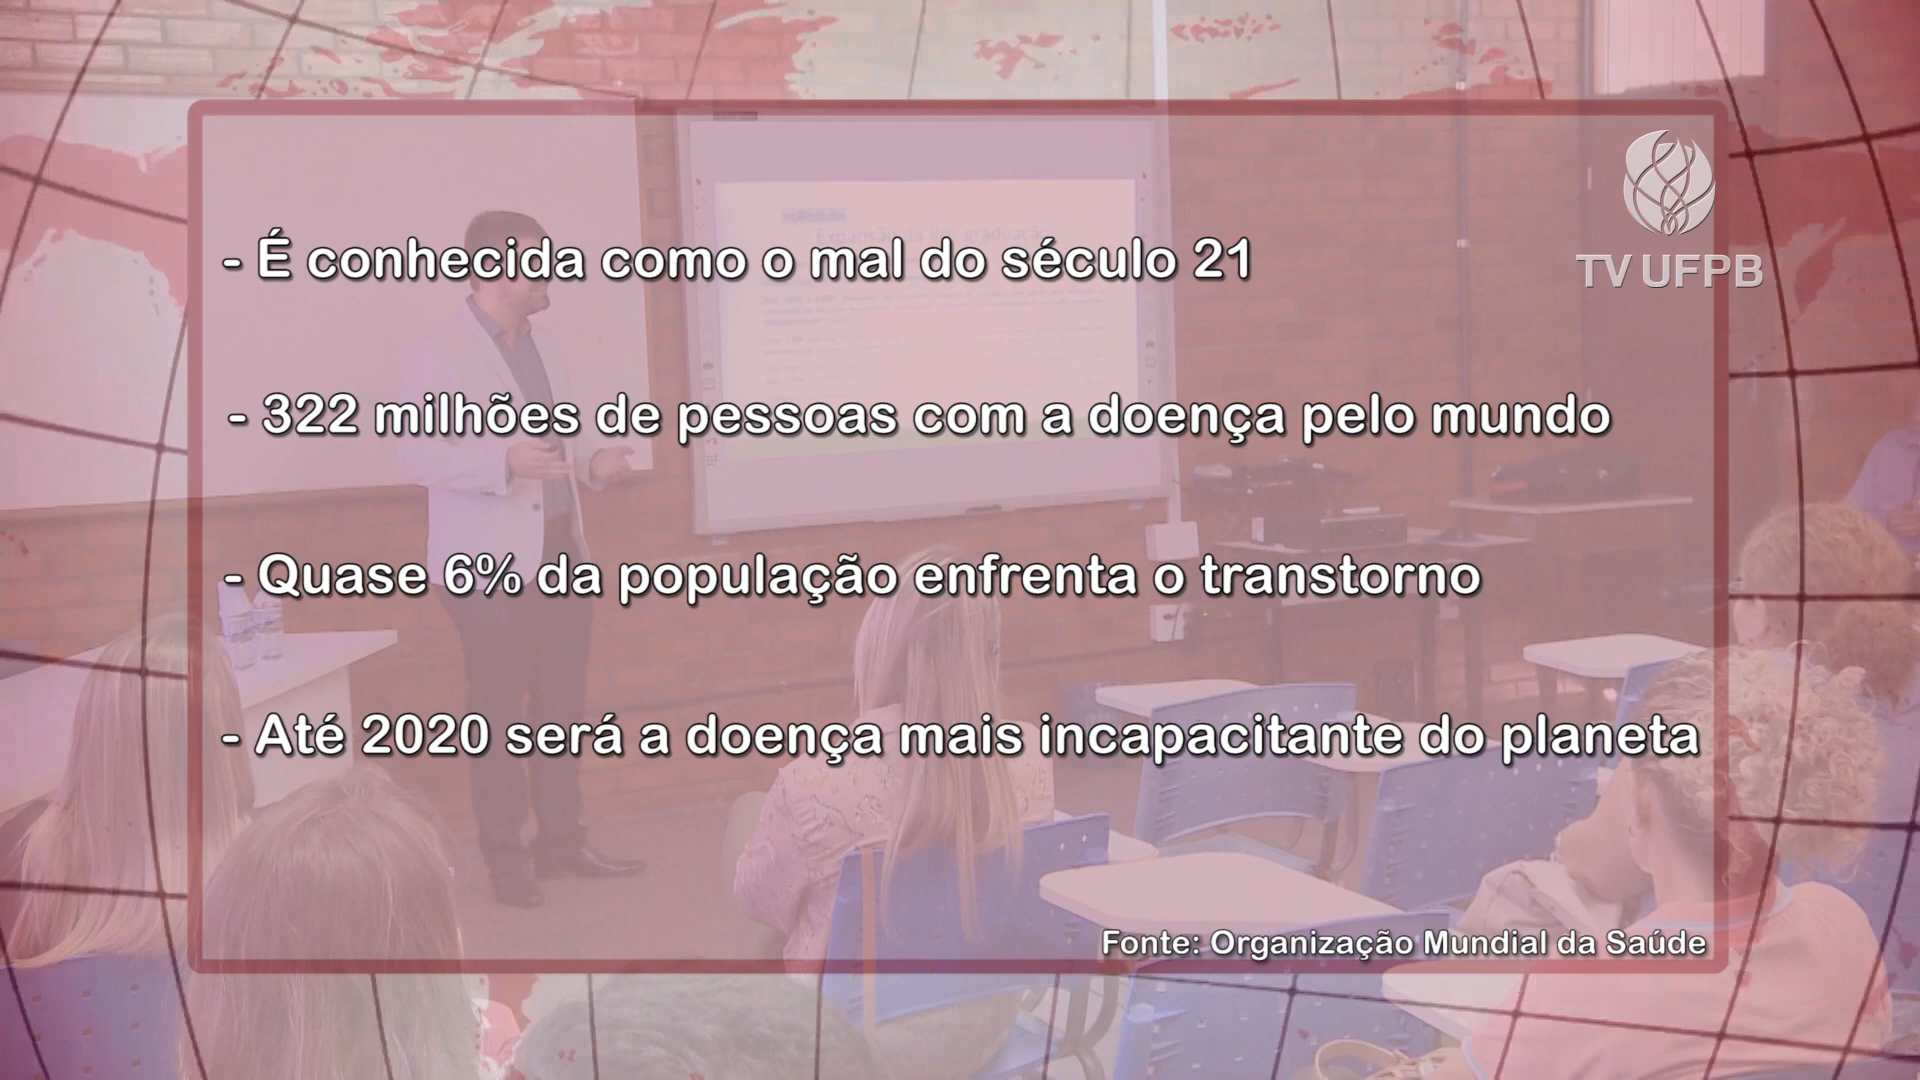 TV UFPB
- É conhecida como o mal do século 21
- 322 milhões de pessoas com a doença pelo mundo
- Quase 6% da população enfrenta o transtorno
- Até 2020 será a doença mais incapacitante do planeta
Fonte: Organização Mundial da Saúde